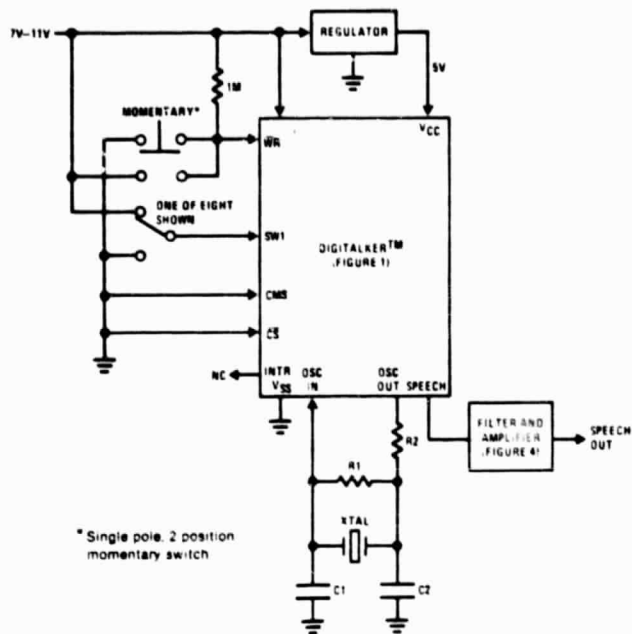 7V–11V
REGULATOR
1M
5V
MOMENTARY*
WR
VCC
ONE OF EIGHT
SHOWN
SW1
DIGITALKER™
(FIGURE 1)
CMS
CS
NC
INTR
VSS
OSC
IN
OSC
OUT
SPEECH
R2
FILTER AND
AMPLIFIER
(FIGURE 4)
SPEECH
OUT
R1
XTAL
* Single pole, 2 position
momentary switch
C1
C2